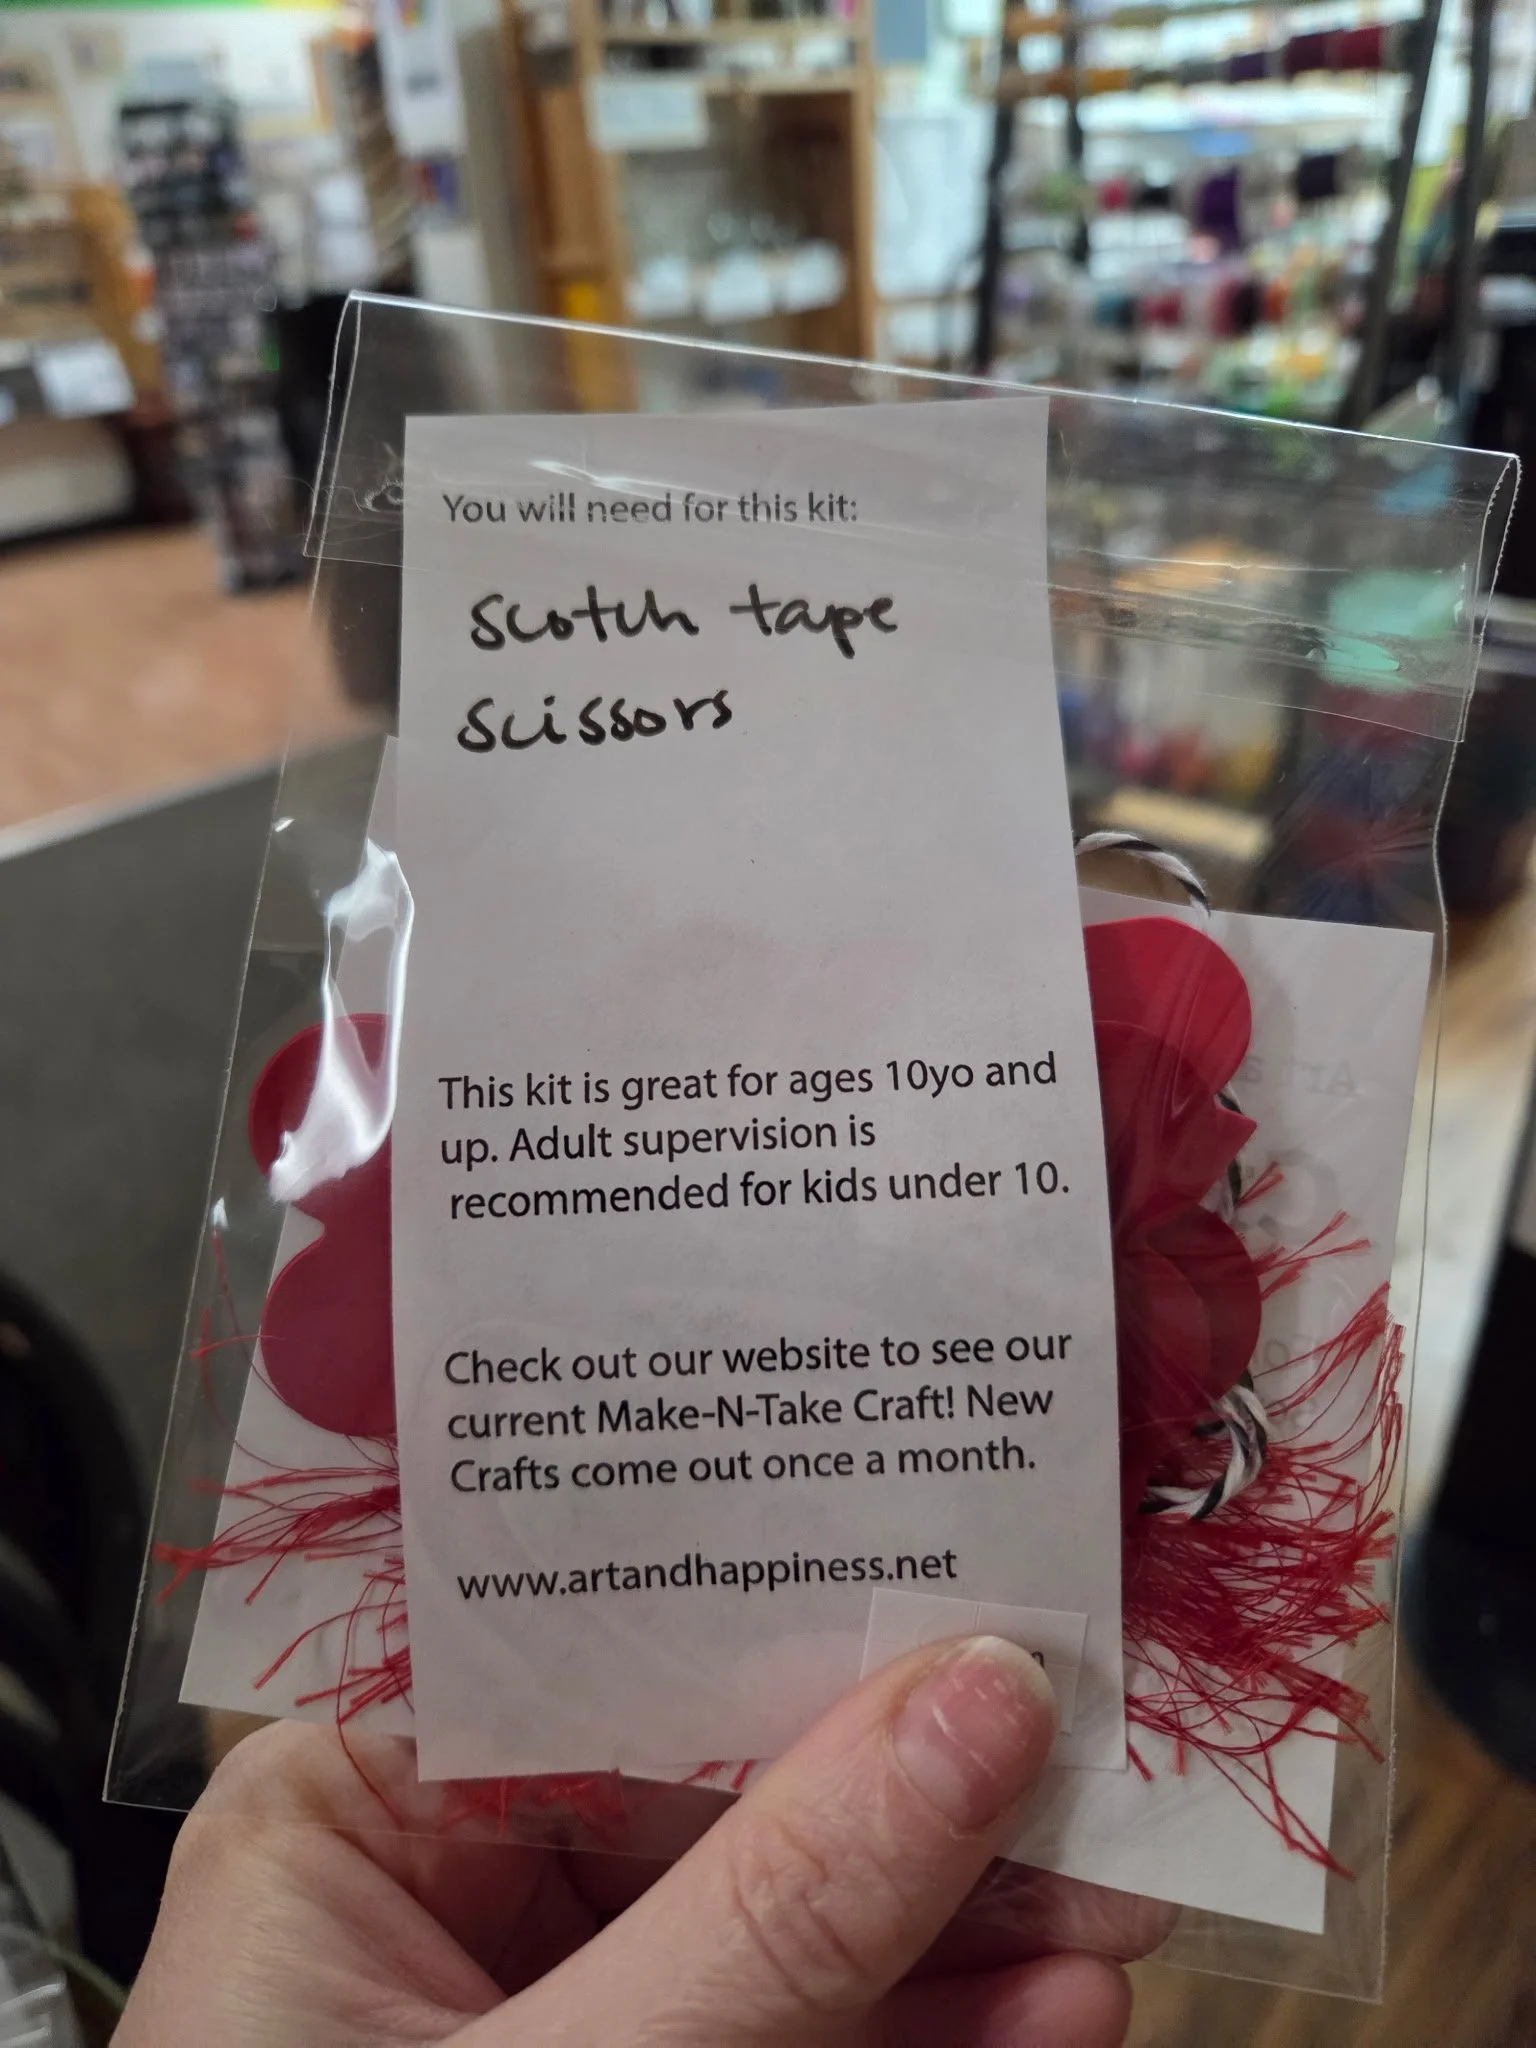 You will need for this kit:
scotch tape
scissors
This kit is great for ages 10yo and
up. Adult supervision is
recommended for kids under 10.
Check out our website to see our
current Make-N-Take Craft! New
Crafts come out once a month.
www.artandhappiness.net